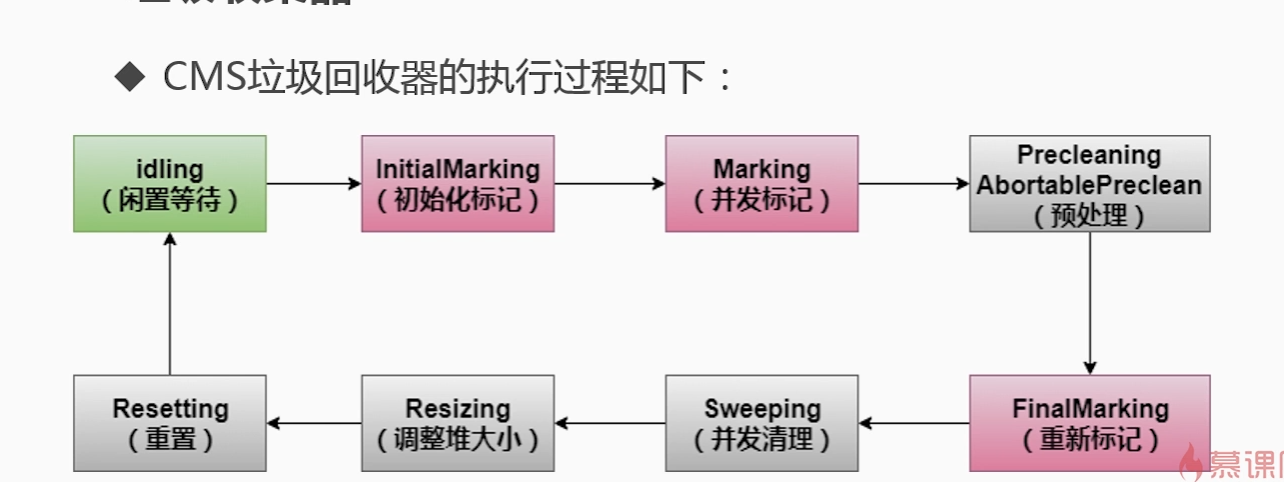 ◆ CMS垃圾回收器的执行过程如下：
idling
（闲置等待）
InitialMarking
（初始化标记）
Marking
（并发标记）
Precleaning
AbortablePreclean
（预处理）
Resetting
（重置）
Resizing
（调整堆大小）
Sweeping
（并发清理）
FinalMarking
（重新标记）
慕课